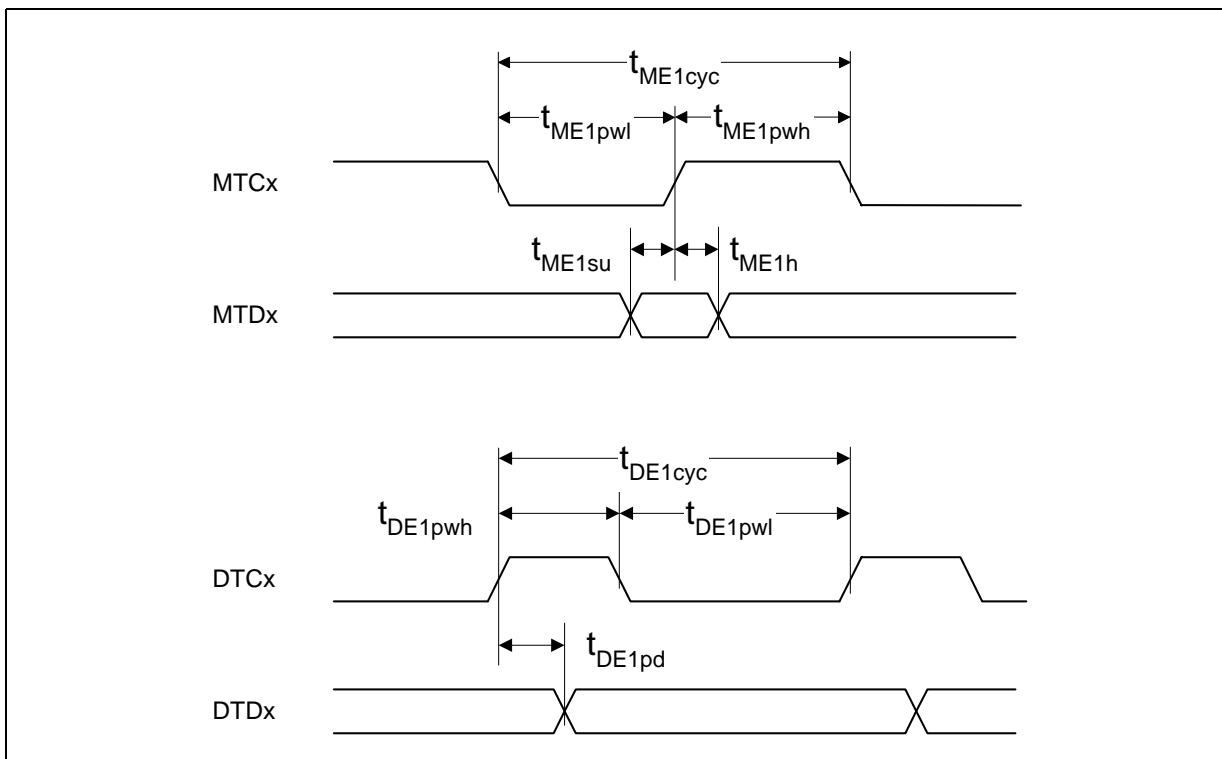 tME1cyc
tME1pwl tME1pwh
MTCx
tME1su tME1h
MTDx
tDE1cyc
tDE1pwh tDE1pwl
DTCx
tDE1pd
DTDx